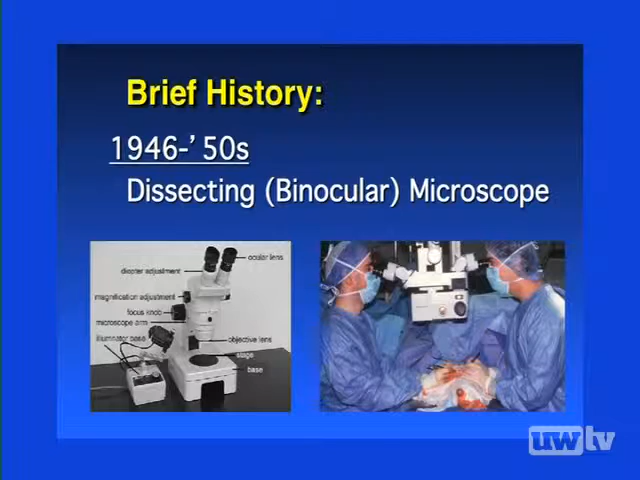 Brief History:
1946-'50s
Dissecting (Binocular) Microscope
ocular lens
diopter adjustment
magnification adjustment
focus knob
microscope arm
illumnator base
objective lens
stage
base
uwtv